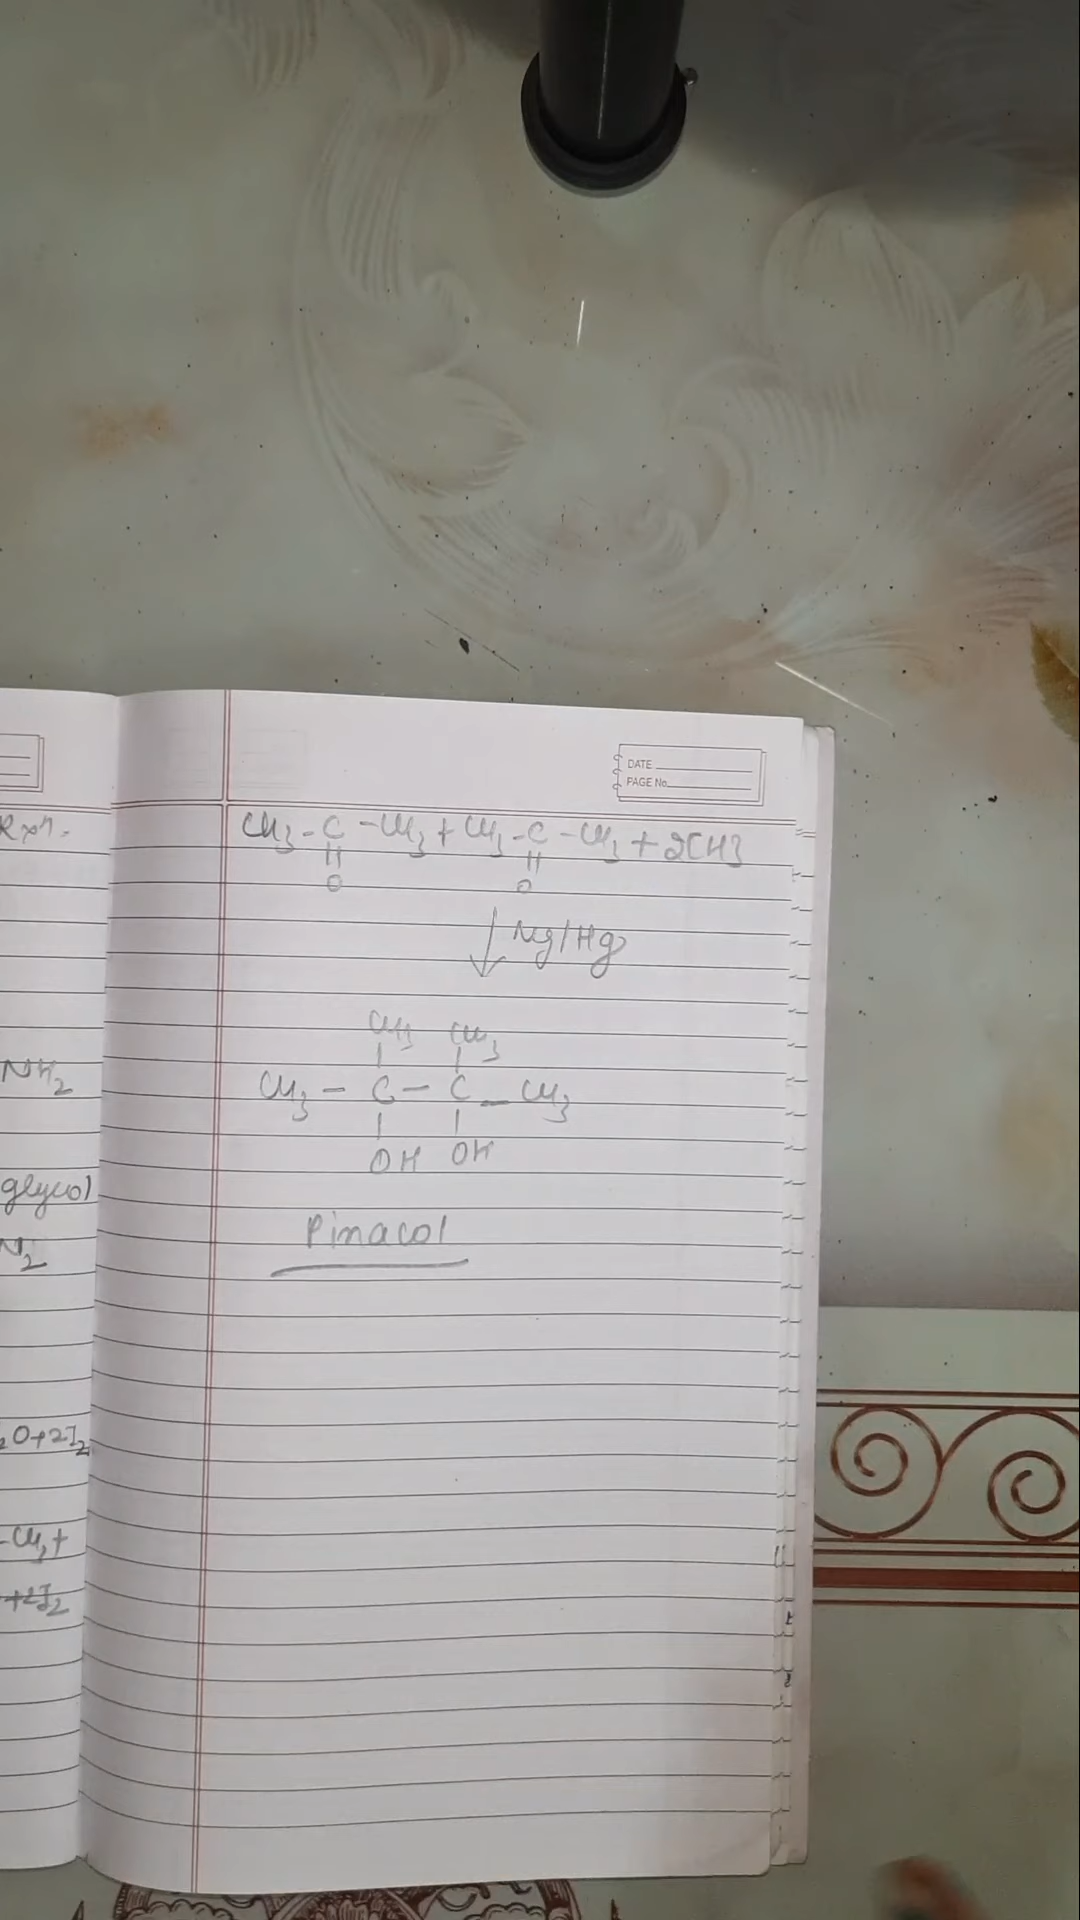 Rxn.
NH2
glycol
N2
2O+2I2
-CH3+
+2I2
DATE
PAGE No.
CH3-C-CH3+CH3-C-CH3+2[H]
|| ||
O O
Mg/Hg
CH3 CH3
| |
CH3-C-C-CH3
| |
OH OH
Pinacol